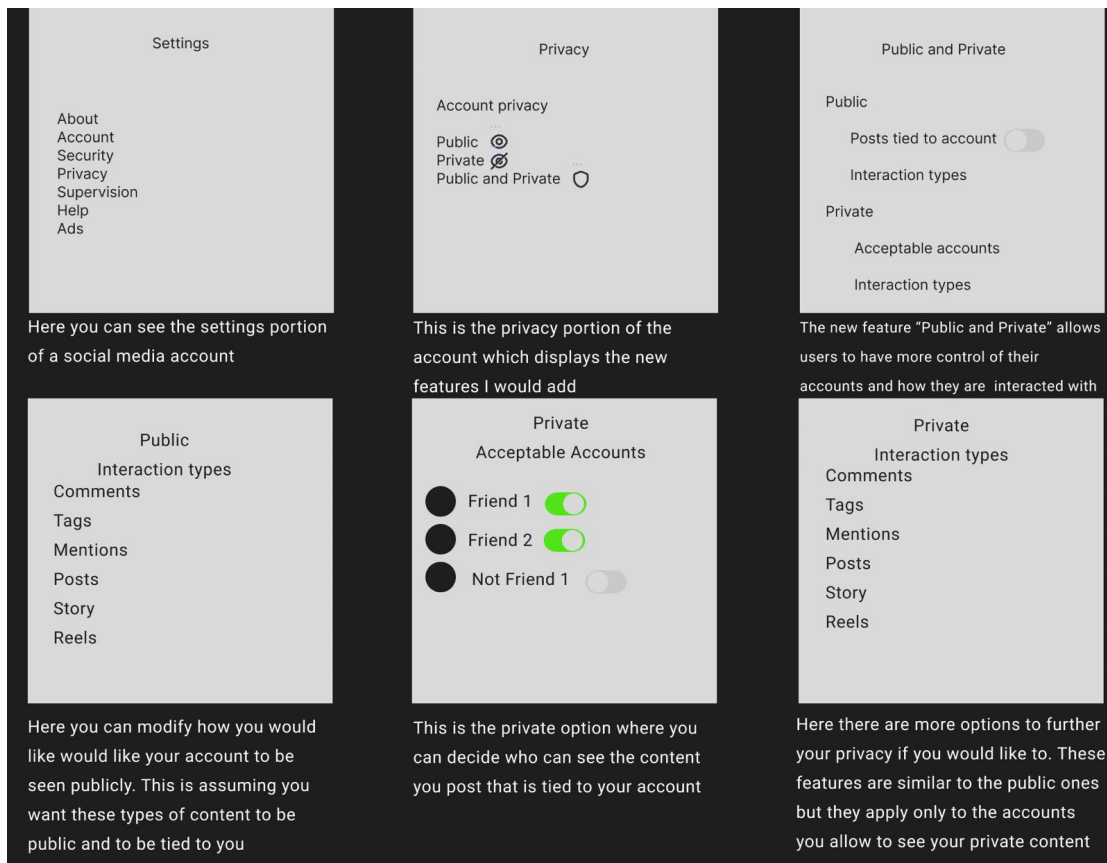 Settings
About
Account
Security
Privacy
Supervision
Help
Ads
Here you can see the settings portion
of a social media account
Privacy
Account privacy
Public
Private
Public and Private
This is the privacy portion of the
account which displays the new
features I would add
Public and Private
Public
Posts tied to account
Interaction types
Private
Acceptable accounts
Interaction types
The new feature “Public and Private” allows
users to have more control of their
accounts and how they are interacted with
Public
Interaction types
Comments
Tags
Mentions
Posts
Story
Reels
Here you can modify how you would
like would like your account to be
seen publicly. This is assuming you
want these types of content to be
public and to be tied to you
Private
Acceptable Accounts
Friend 1
Friend 2
Not Friend 1
This is the private option where you
can decide who can see the content
you post that is tied to your account
Private
Interaction types
Comments
Tags
Mentions
Posts
Story
Reels
Here there are more options to further
your privacy if you would like to. These
features are similar to the public ones
but they apply only to the accounts
you allow to see your private content